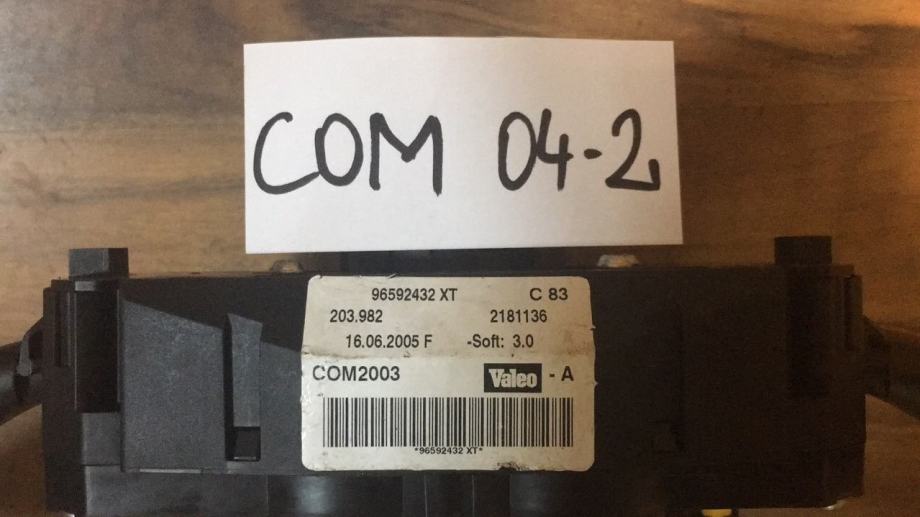 COM 04-2
96592432 XT C 83
203.982 2181136
16.06.2005 F -Soft: 3.0
COM2003 Valeo - A
*96592432 XT*